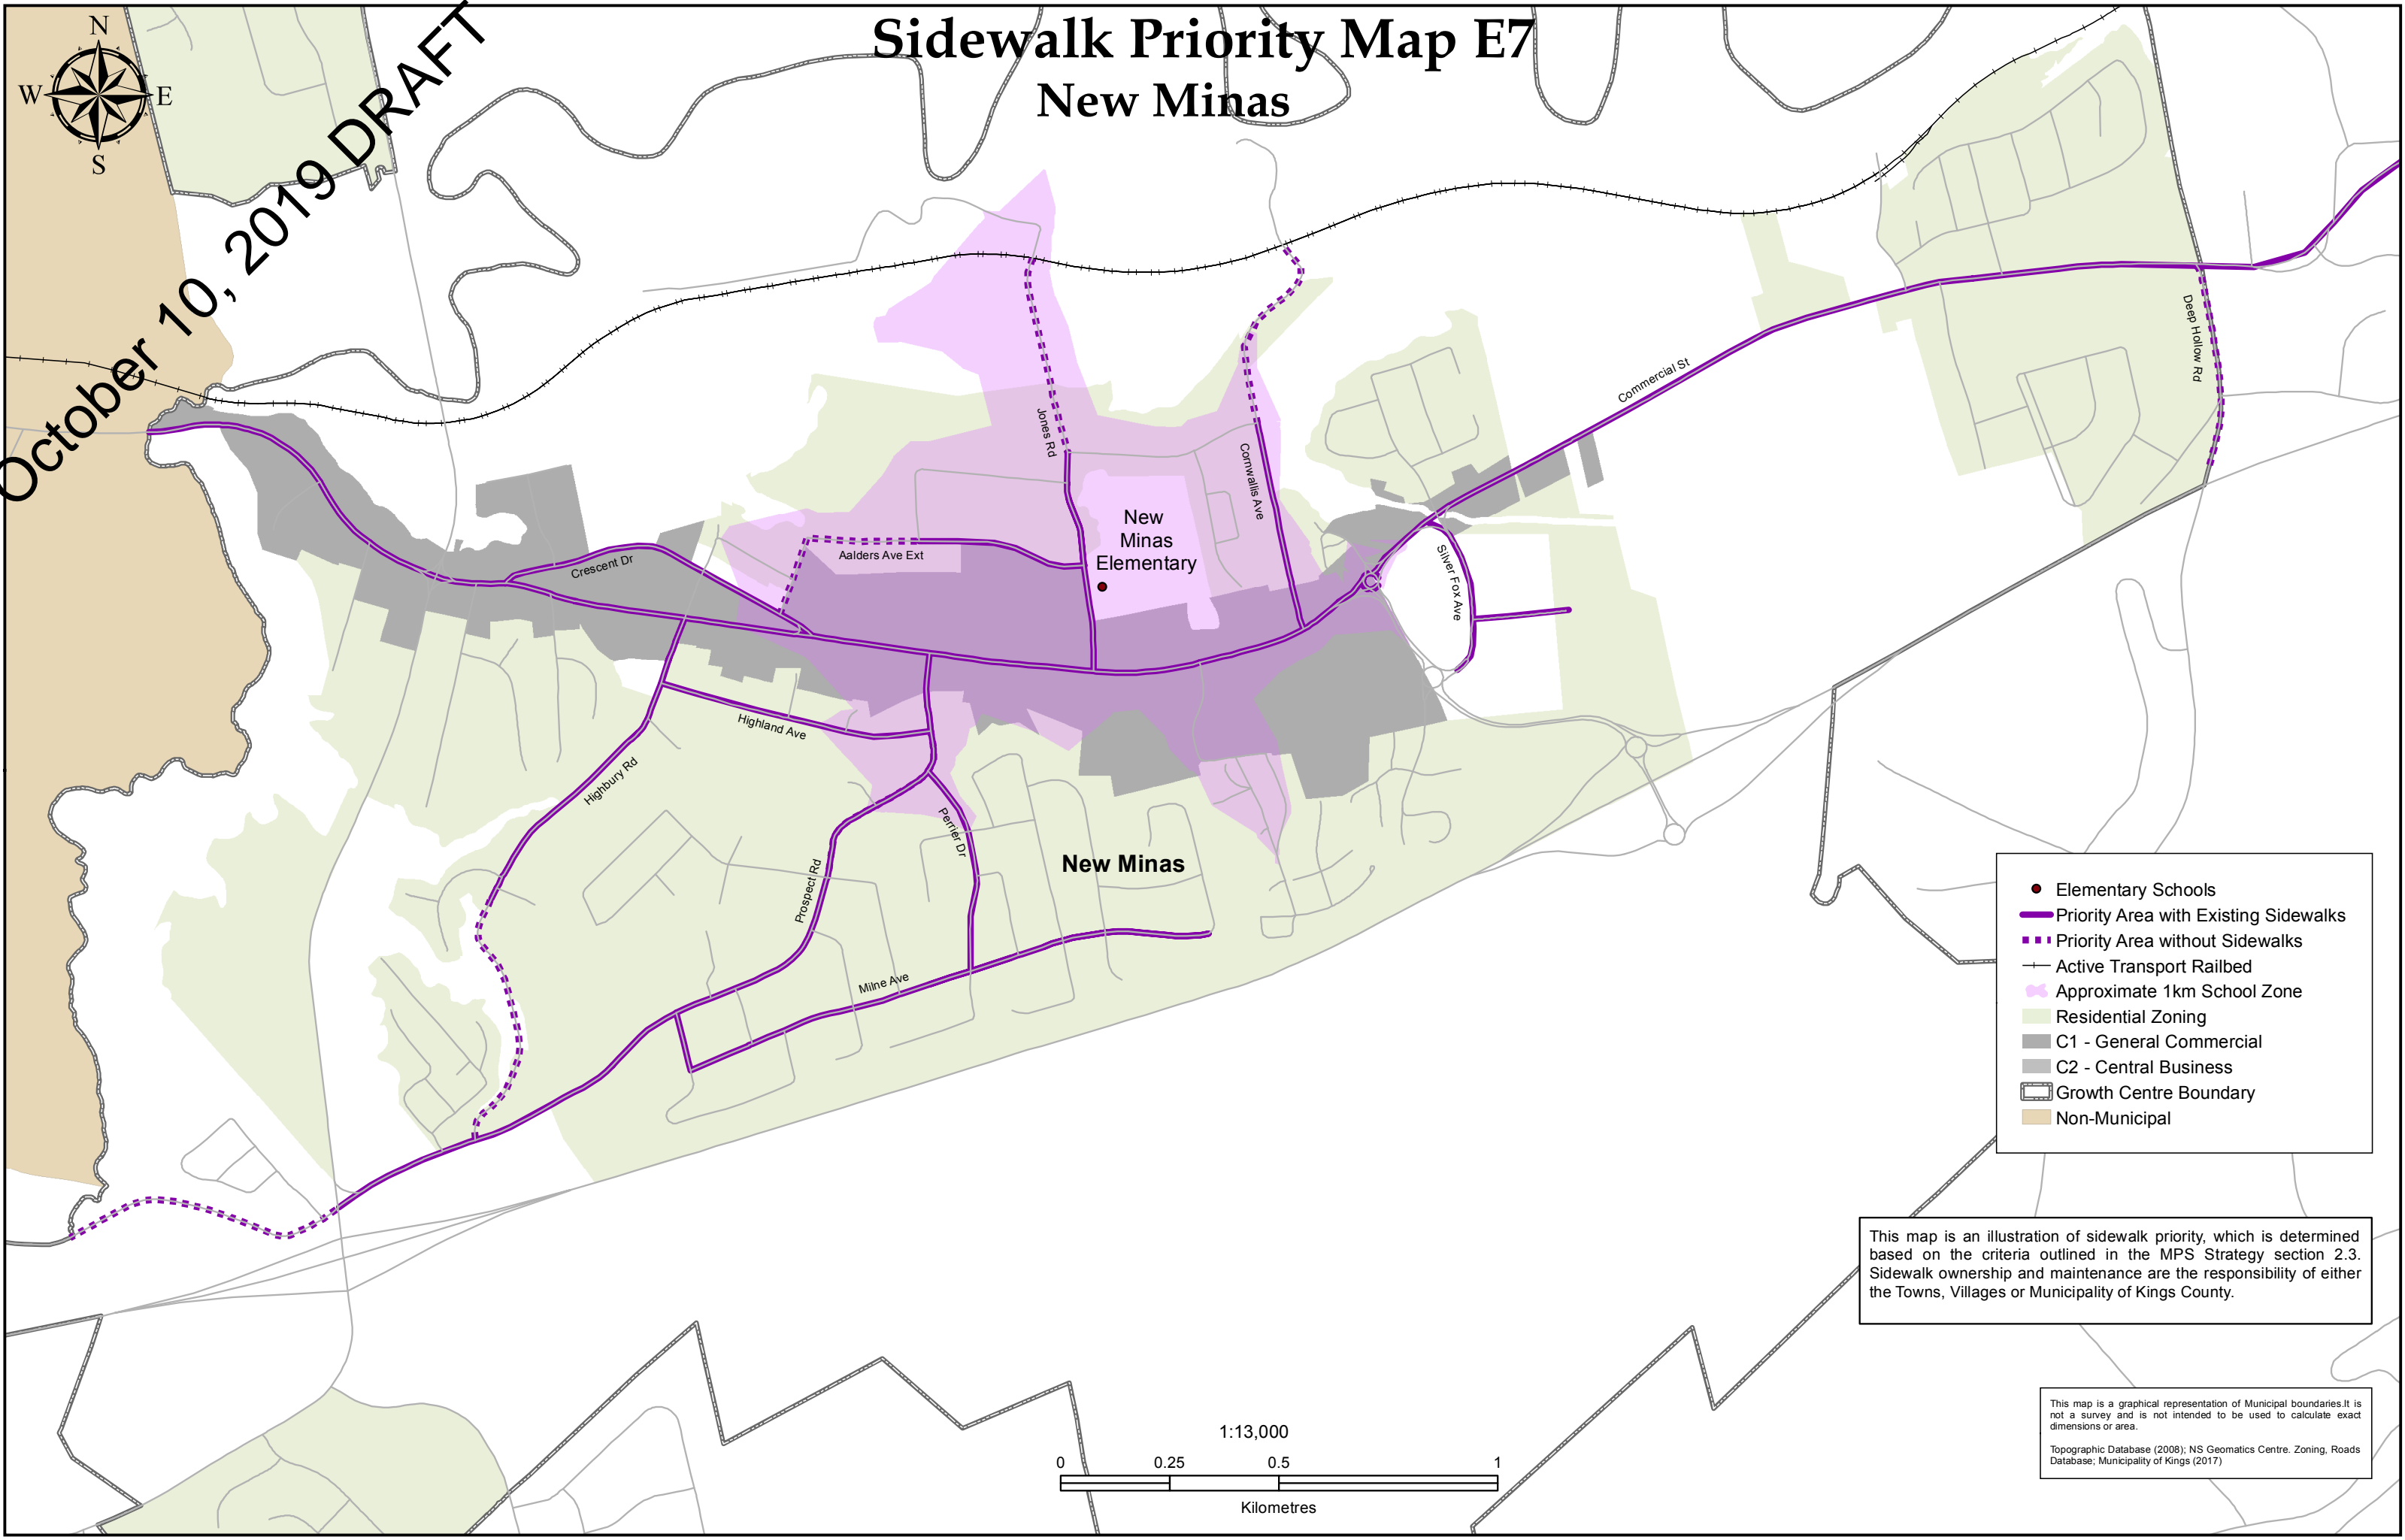 Sidewalk Priority Map E7
New Minas
N
W
E
S
October 10, 2019 DRAFT
Deep Hollow Rd
Commercial St
Jones Rd
Cornwallis Ave
New
Minas
Elementary
Aalders Ave Ext
Crescent Dr
Silver Fox Ave
Highland Ave
Highbury Rd
Perrier Dr
New Minas
Prospect Rd
Milne Ave
Elementary Schools
Priority Area with Existing Sidewalks
Priority Area without Sidewalks
Active Transport Railbed
Approximate 1km School Zone
Residential Zoning
C1 - General Commercial
C2 - Central Business
Growth Centre Boundary
Non-Municipal
This map is an illustration of sidewalk priority, which is determined
based on the criteria outlined in the MPS Strategy section 2.3.
Sidewalk ownership and maintenance are the responsibility of either
the Towns, Villages or Municipality of Kings County.
This map is a graphical representation of Municipal boundaries.It is
not a survey and is not intended to be used to calculate exact
dimensions or area.
Topographic Database (2008); NS Geomatics Centre. Zoning, Roads
Database; Municipality of Kings (2017)
1:13,000
0 0.25 0.5 1
Kilometres